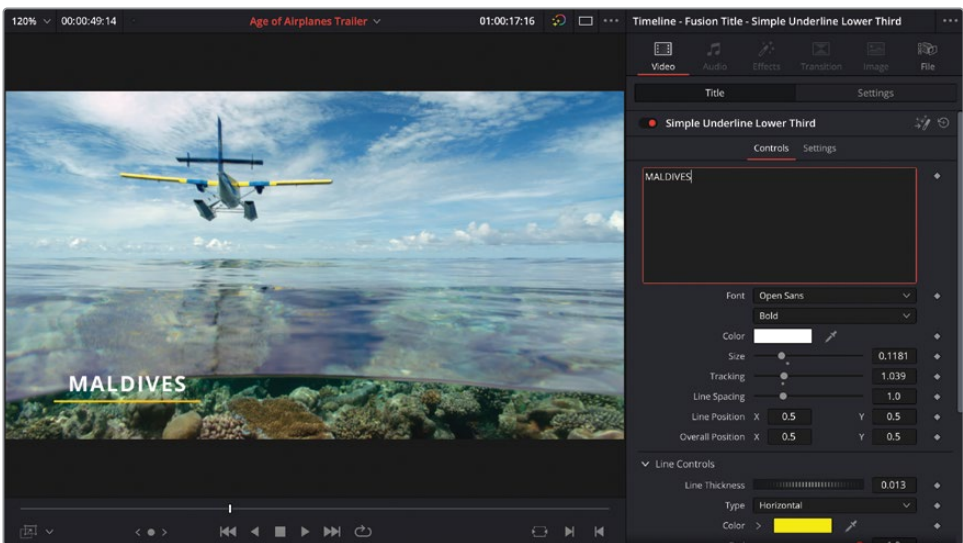 120% 00:00:49:14 Age of Airplanes Trailer 01:00:17:16 Timeline - Fusion Title - Simple Underline Lower Third
Video Audio Effects Transition Image File
Title Settings
Simple Underline Lower Third
Controls Settings
MALDIVES
Font Open Sans
Bold
Color
Size 0.1181
Tracking 1.039
Line Spacing 1.0
Line Position X 0.5 Y 0.5
Overall Position X 0.5 Y 0.5
MALDIVES
Line Controls
Line Thickness 0.013
Type Horizontal
Color